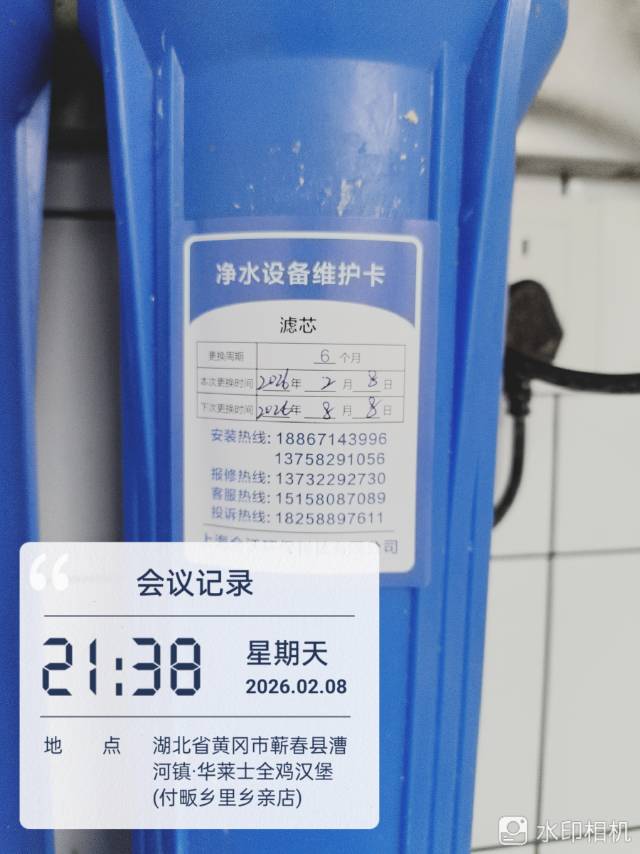 净水设备维护卡
滤芯
更换周期 6 个月
本次更换时间 2026年 2 月 8 日
下次更换时间 2026年 8 月 8 日
安装热线: 18867143996
13758291056
报修热线: 13732292730
客服热线: 15158087089
投诉热线: 18258897611
上海
公司
会议记录
21:38
星期天
2026.02.08
地 点 湖北省黄冈市蕲春县漕
河镇·华莱士全鸡汉堡
(付畈乡里乡亲店)
水印相机